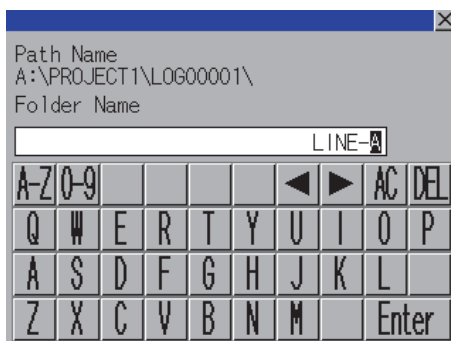 Path Name
A:\PROJECT1\LOG00001\
Folder Name
LINE-A
A-Z 0-9 ◀ ▶ AC DEL
Q W E R T Y U I O P
A S D F G H J K L
Z X C V B N M Enter